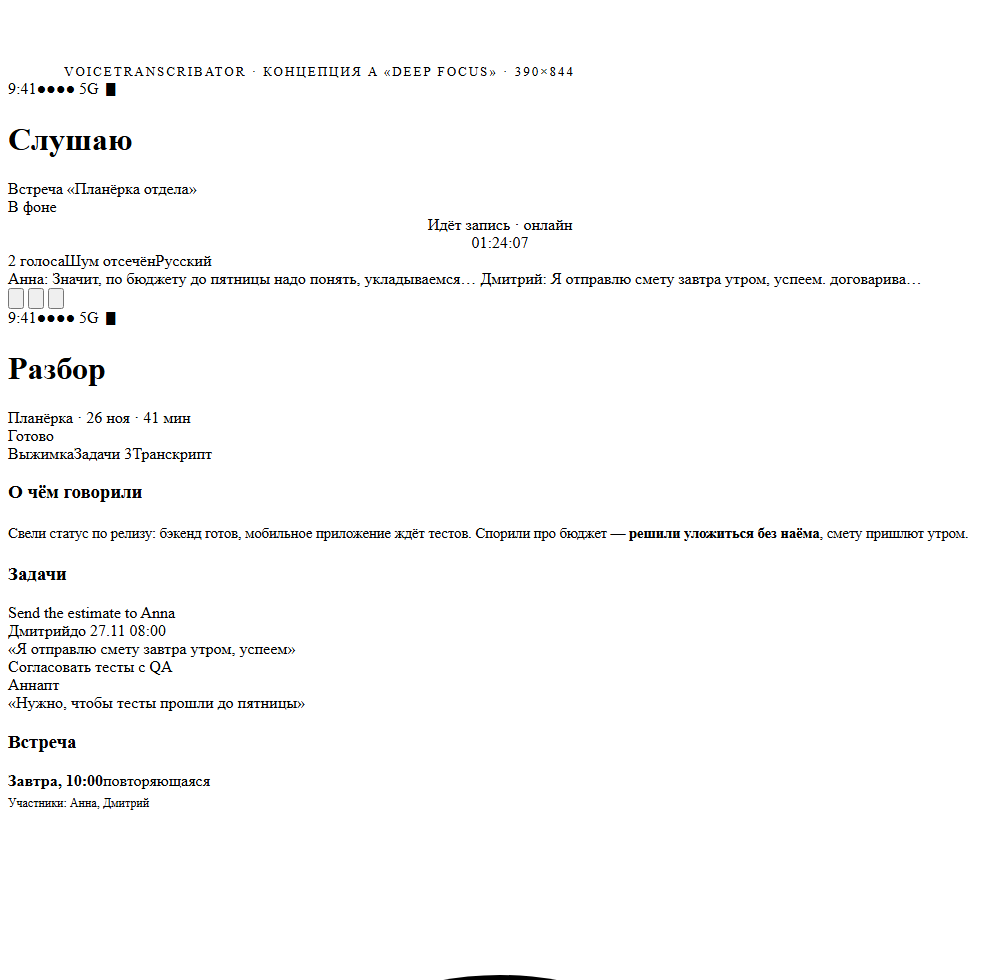 VOICETRANSCRIBATOR · КОНЦЕПЦИЯ A «DEEP FOCUS» · 390×844
9:41●●●● 5G █
Слушаю
Встреча «Планёрка отдела»
В фоне
Идёт запись · онлайн
01:24:07
2 голосаШум отсечёнРусский
Анна: Значит, по бюджету до пятницы надо понять, укладываемся… Дмитрий: Я отправлю смету завтра утром, успеем. договарива…
9:41●●●● 5G █
Разбор
Планёрка · 26 ноя · 41 мин
Готово
ВыжимкаЗадачи 3Транскрипт
О чём говорили
Свели статус по релизу: бэкенд готов, мобильное приложение ждёт тестов. Спорили про бюджет — решили уложиться без наёма, смету пришлют утром.
Задачи
Send the estimate to Anna
Дмитрийдо 27.11 08:00
«Я отправлю смету завтра утром, успеем»
Согласовать тесты с QA
Аннапт
«Нужно, чтобы тесты прошли до пятницы»
Встреча
Завтра, 10:00повторяющаяся
Участники: Анна, Дмитрий